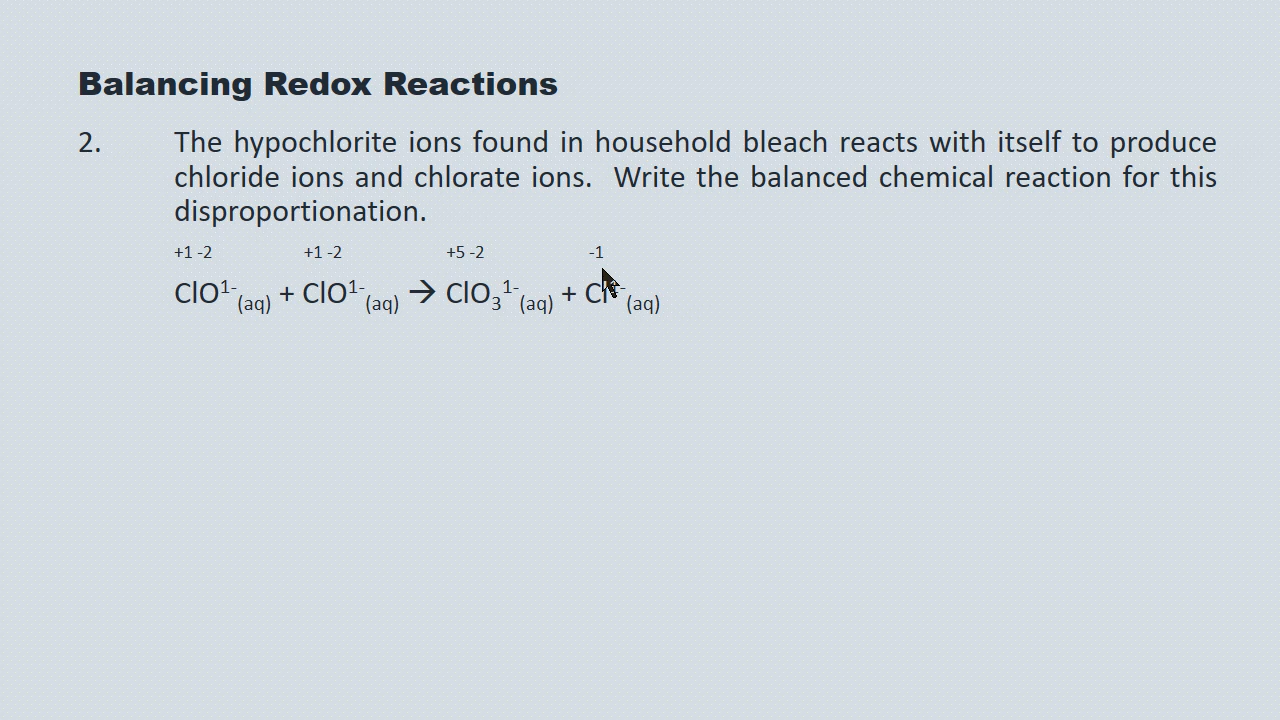 Balancing Redox Reactions
2. The hypochlorite ions found in household bleach reacts with itself to produce
chloride ions and chlorate ions. Write the balanced chemical reaction for this
disproportionation.
+1 -2 +1 -2 +5 -2 -1
ClO¹⁻(aq) + ClO¹⁻(aq) → ClO₃¹⁻(aq) + Cl¹⁻(aq)